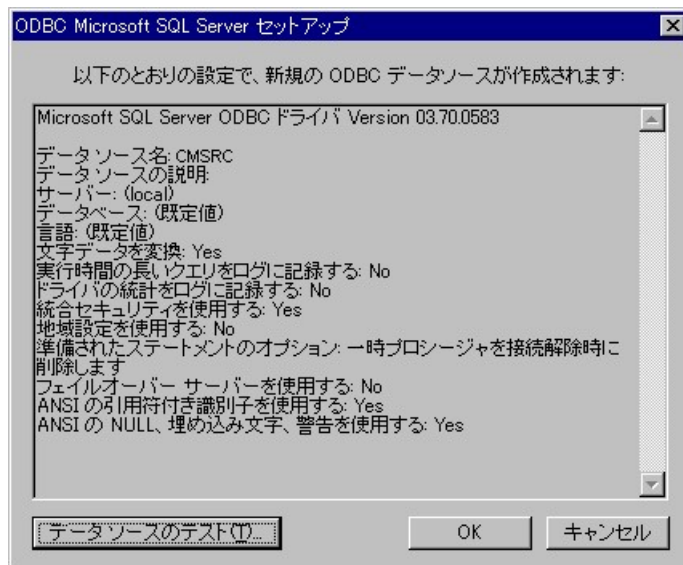 ODBC Microsoft SQL Server セットアップ
以下のとおりの設定で、新規の ODBC データソースが作成されます:
Microsoft SQL Server ODBC ドライバ Version 03.70.0583
データ ソース名: CMSRC
データ ソースの説明:
サーバー: (local)
データベース: (既定値)
言語: (既定値)
文字データを変換: Yes
実行時間の長いクエリをログに記録する: No
ドライバの統計をログに記録する: No
統合セキュリティを使用する: Yes
地域設定を使用する: No
準備されたステートメントのオプション: 一時プロシージャを接続解除時に
削除します
フェイルオーバー サーバーを使用する: No
ANSI の引用符付き識別子を使用する: Yes
ANSI の NULL、埋め込み文字、警告を使用する: Yes
データ ソースのテスト(T)...
OK
キャンセル